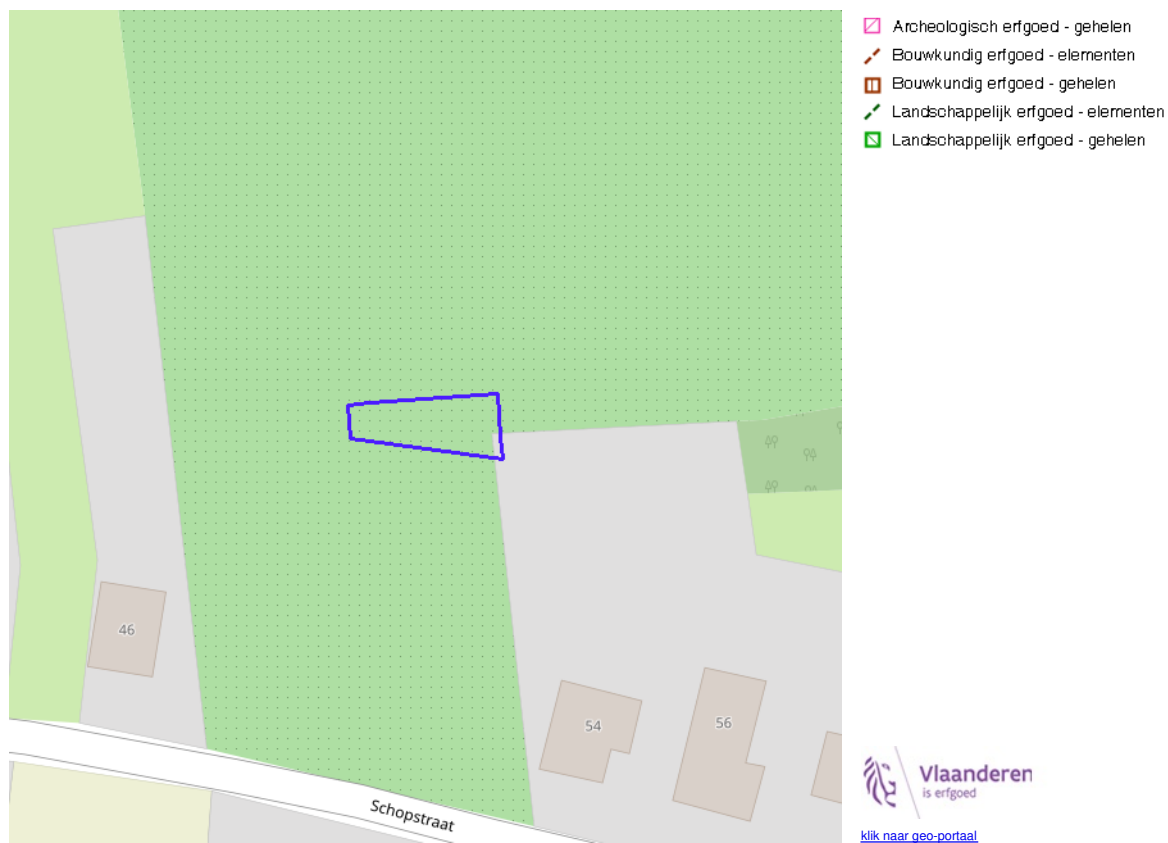 Archeologisch erfgoed - gehelen
Bouwkundig erfgoed - elementen
Bouwkundig erfgoed - gehelen
Landschappelijk erfgoed - elementen
Landschappelijk erfgoed - gehelen
46
54
56
Schopstraat
Vlaanderen
is erfgoed
klik naar geo-portaal